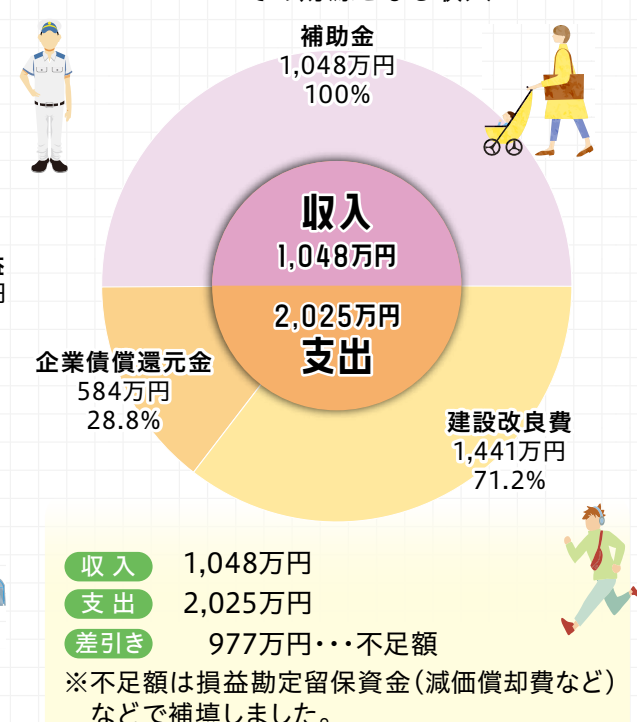 補助金
1,048万円
100%
収入
1,048万円
2,025万円
支出
企業債償還元金
584万円
28.8%
建設改良費
1,441万円
71.2%
収入 1,048万円
支出 2,025万円
差引き 977万円･･･不足額
※不足額は損益勘定留保資金(減価償却費など)
などで補塡しました。